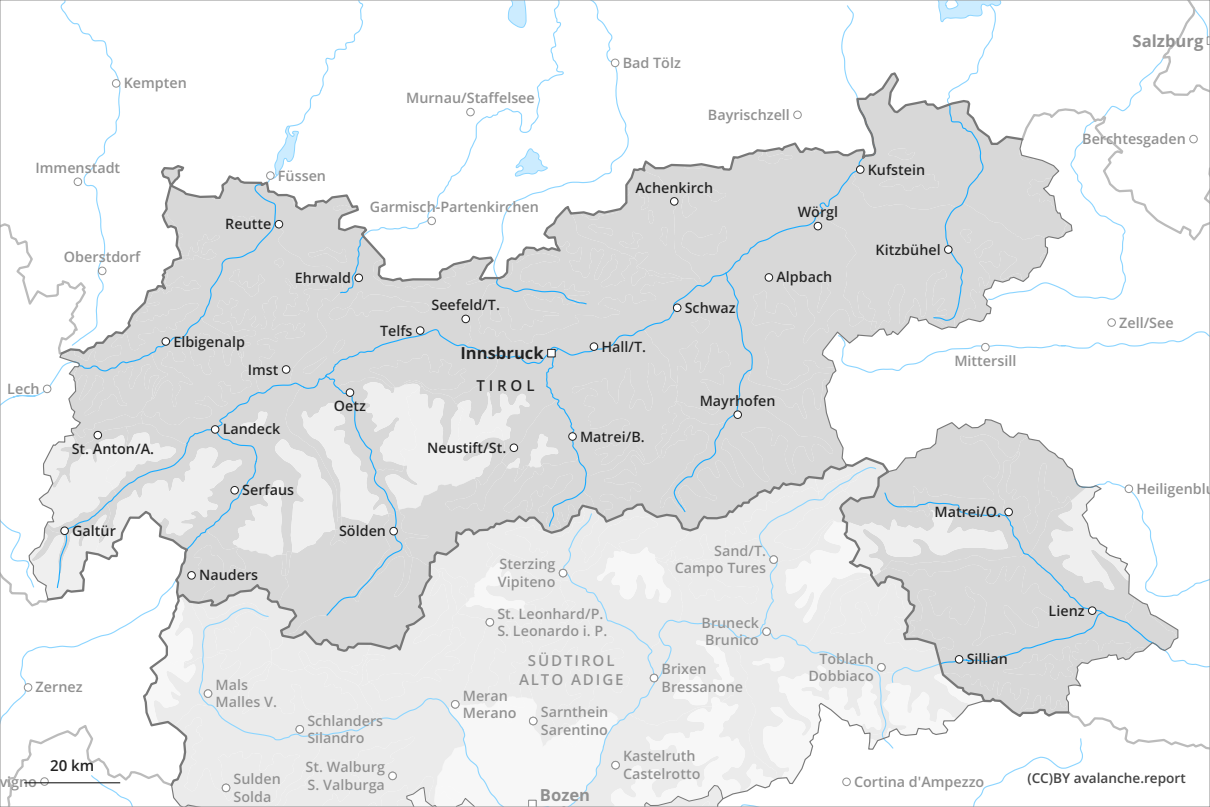 Salzburg
Bad Tölz
Kempten
Murnau/Staffelsee
Bayrischzell
Berchtesgaden
Immenstadt
Füssen
Kufstein
Achenkirch
Garmisch-Partenkirchen
Wörgl
Reutte
Kitzbühel
Oberstdorf
Ehrwald
Alpbach
Seefeld/T.
Schwaz
Zell/See
Telfs
Elbigenalp
Hall/T.
Innsbruck
Mittersill
Imst
TIROL
Lech
Oetz
Mayrhofen
Landeck
Matrei/B.
St. Anton/A.
Neustift/St.
Serfaus
Heiligenblu
Matrei/O.
Galtür
Sölden
Sand/T.
Campo Tures
Sterzing
Vipiteno
Nauders
Lienz
St. Leonhard/P.
S. Leonardo i. P.
Bruneck
Brunico
SÜDTIROL
ALTO ADIGE
Toblach
Dobbiaco
Sillian
Brixen
Bressanone
Zernez
Mals
Malles V.
Meran
Merano
Sarnthein
Sarentino
Schlanders
Silandro
Kastelruth
Castelrotto
20 km
St. Walburg
S. Valburga
vigno
Sulden
Solda
Cortina d'Ampezzo
(CC)BY avalanche.report
Bozen